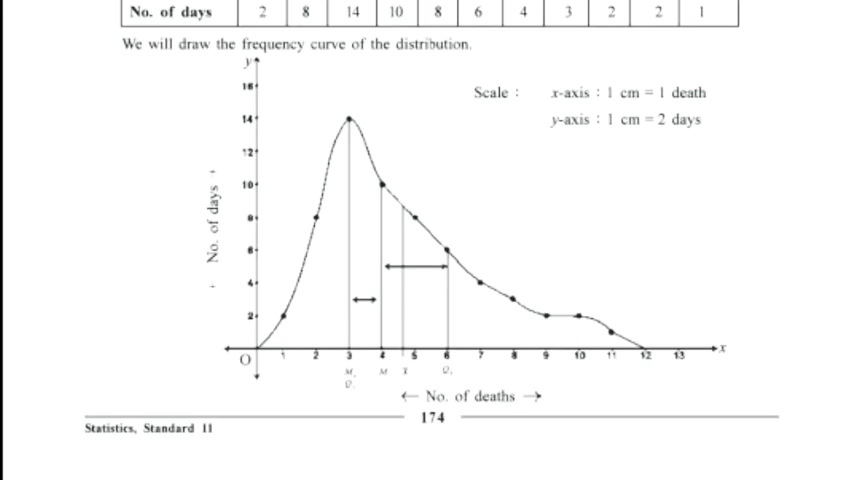 No. of days 2 8 14 10 8 6 4 3 2 2 1
We will draw the frequency curve of the distribution.
y
Scale : x-axis : 1 cm = 1 death
y-axis : 1 cm = 2 days
16
14
12
10
8
6
4
2
No. of days
O 1 2 3 4 5 6 7 8 9 10 11 12 13 x
M
← No. of deaths →
174
Statistics, Standard 11